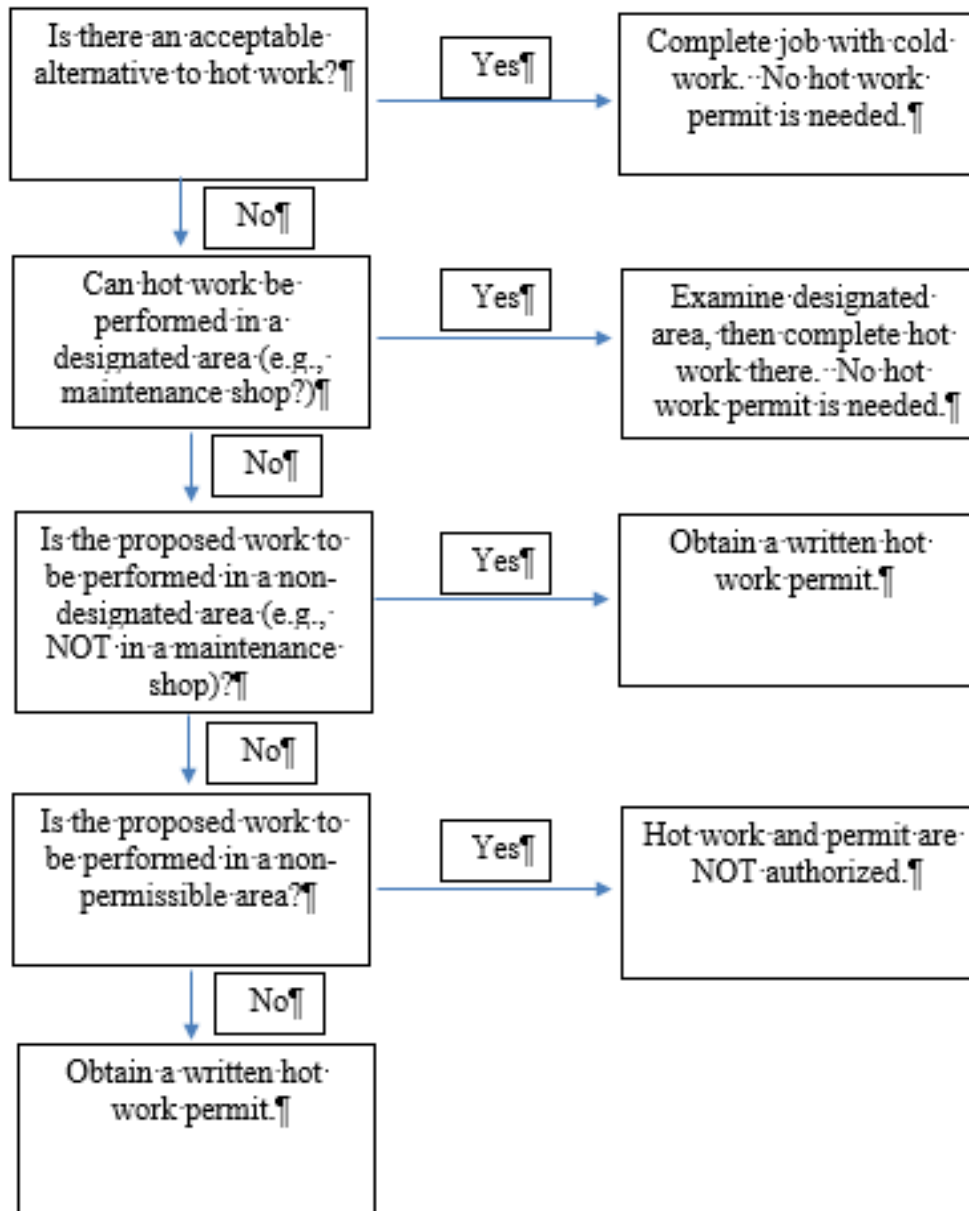 Is·there·an·acceptable·
alternative·to·hot·work?¶
Yes¶
Complete·job·with·cold·
work.··No·hot·work·
permit·is·needed.¶
No¶
Can·hot·work·be·
performed·in·a·
designated·area·(e.g.,·
maintenance·shop?)¶
Yes¶
Examine·designated·
area,·then·complete·hot·
work·there.··No·hot·
work·permit·is·needed.¶
No¶
Is·the·proposed·work·to·
be·performed·in·a·non-
designated·area·(e.g.,·
NOT·in·a·maintenance·
shop)?¶
Yes¶
Obtain·a·written·hot·
work·permit.¶
No¶
Is·the·proposed·work·to·
be·performed·in·a·non-
permissible·area?¶
Yes¶
Hot·work·and·permit·are·
NOT·authorized.¶
No¶
Obtain·a·written·hot·
work·permit.¶